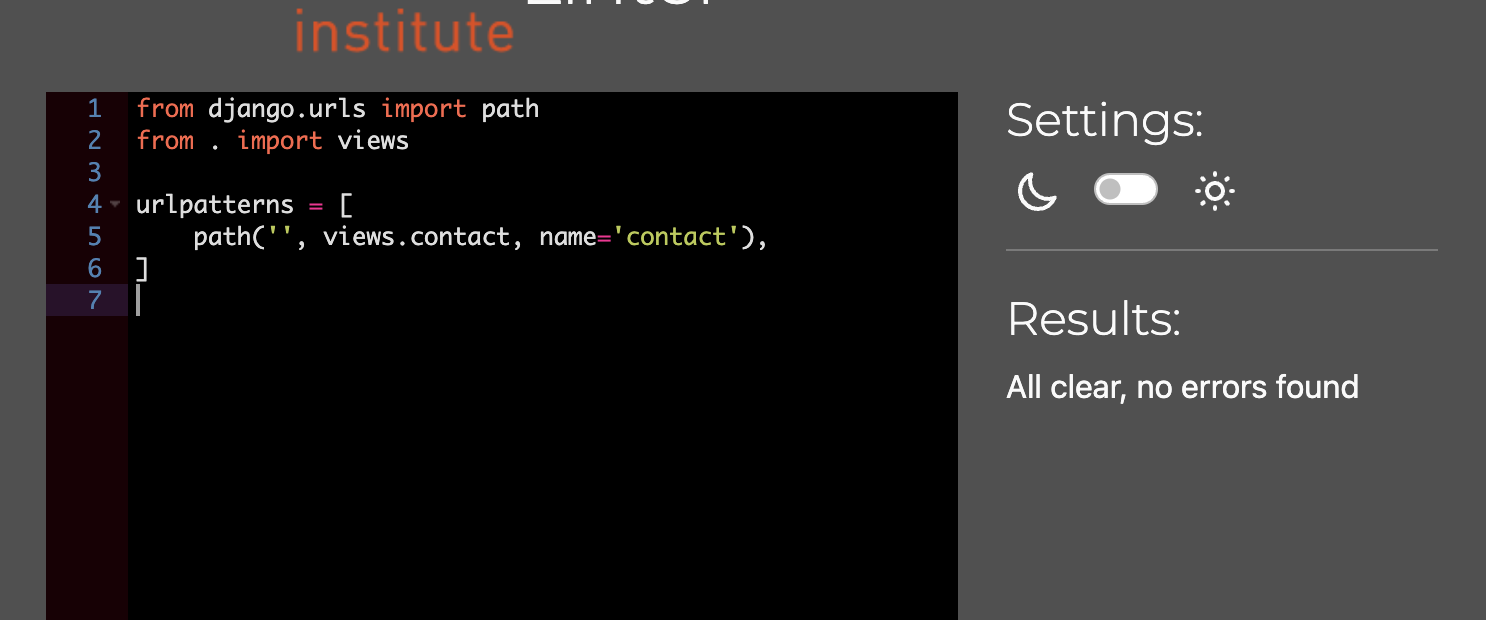 institute
1 from django.urls import path
2 from . import views
3
4 urlpatterns = [
5     path('', views.contact, name='contact'),
6 ]
7
Settings:
Results:
All clear, no errors found